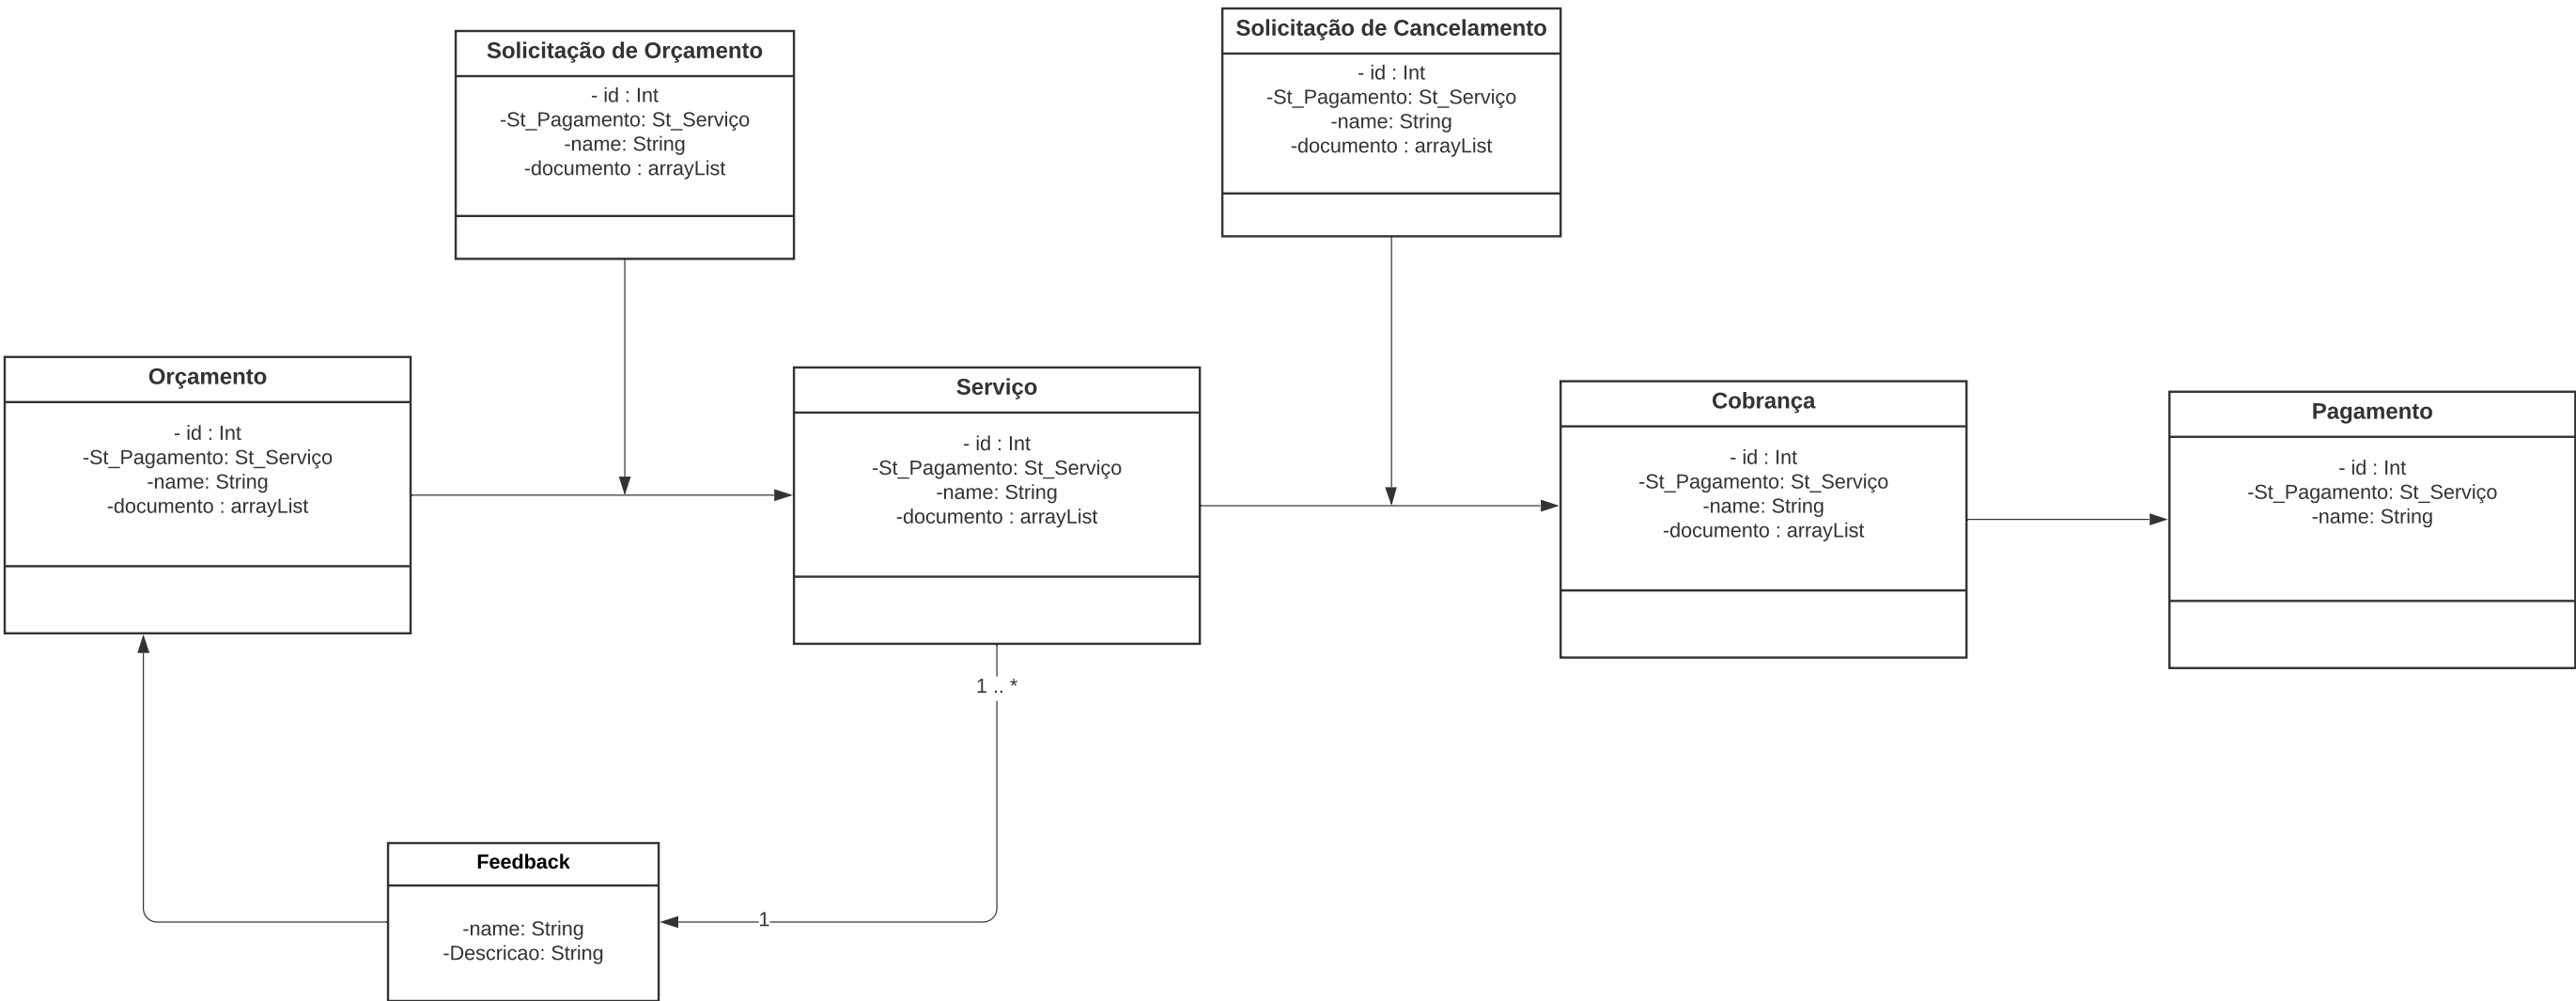 Solicitação de Orçamento
- id : Int
-St_Pagamento: St_Serviço
-name: String
-documento : arrayList
Solicitação de Cancelamento
- id : Int
-St_Pagamento: St_Serviço
-name: String
-documento : arrayList
Orçamento
- id : Int
-St_Pagamento: St_Serviço
-name: String
-documento : arrayList
Serviço
- id : Int
-St_Pagamento: St_Serviço
-name: String
-documento : arrayList
Cobrança
- id : Int
-St_Pagamento: St_Serviço
-name: String
-documento : arrayList
Pagamento
- id : Int
-St_Pagamento: St_Serviço
-name: String
1 .. *
Feedback
-name: String
-Descricao: String
1